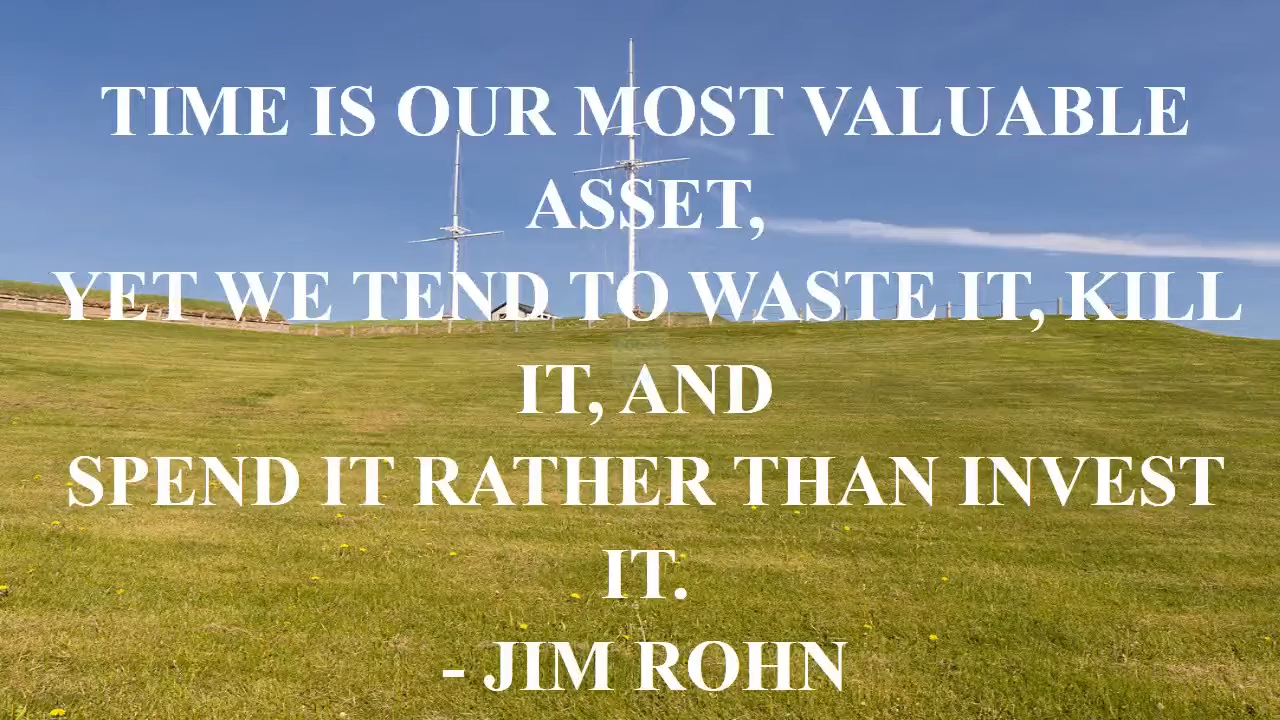 TIME IS OUR MOST VALUABLE
ASSET,
YET WE TEND TO WASTE IT, KILL
IT, AND
SPEND IT RATHER THAN INVEST
IT.
- JIM ROHN